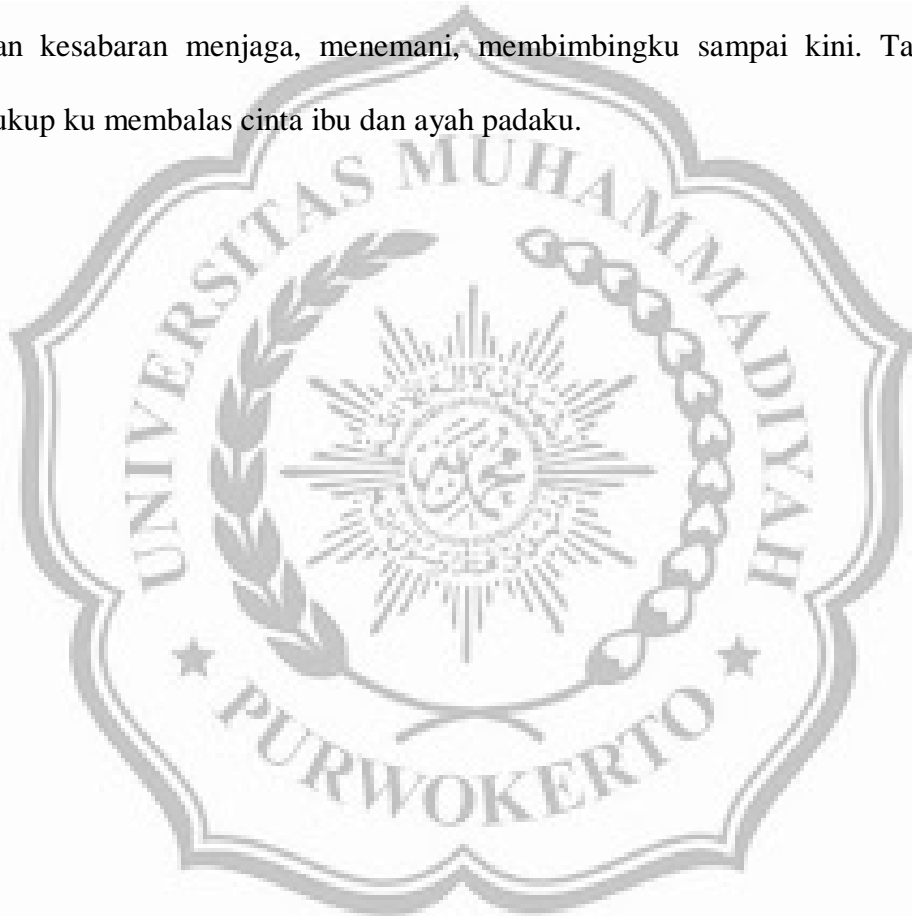 an kesabaran menjaga, menemani, membimbingku sampai kini. Ta
ukup ku membalas cinta ibu dan ayah padaku.
UNIVERSITAS MUHAMMADIYAH
PURWOKERTO